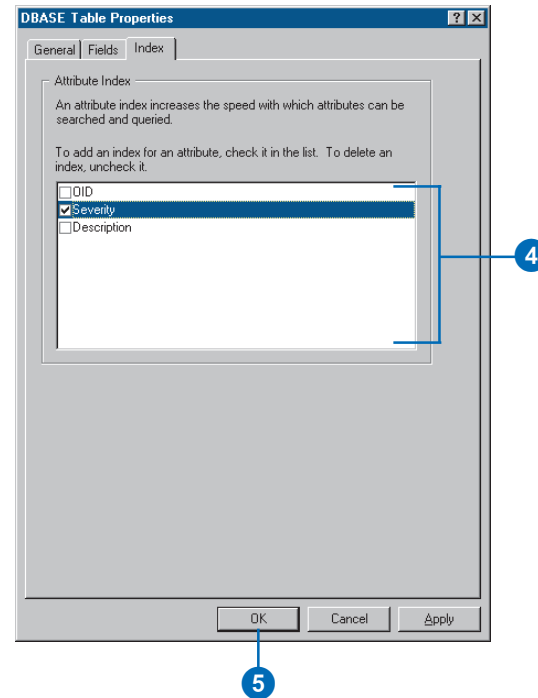 DBASE Table Properties
General Fields Index
Attribute Index
An attribute index increases the speed with which attributes can be
searched and queried.
To add an index for an attribute, check it in the list. To delete an
index, uncheck it.
OID
Severity
Description
4
OK Cancel Apply
5